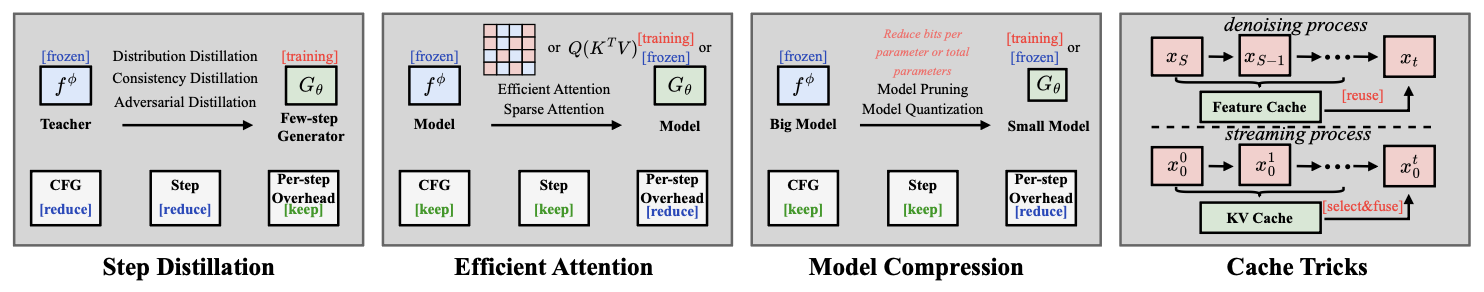 [frozen]
f^ϕ
Teacher
Distribution Distillation
Consistency Distillation
Adversarial Distillation
[training]
G_θ
Few-step
Generator
CFG
[reduce]
Step
[reduce]
Per-step
Overhead
[keep]
Step Distillation
[frozen]
f^ϕ
Model
or Q(K^T V)
Efficient Attention
Sparse Attention
[training]
or
[frozen]
G_θ
Model
CFG
[keep]
Step
[keep]
Per-step
Overhead
[reduce]
Efficient Attention
[frozen]
f^ϕ
Big Model
Reduce bits per
parameter or total
parameters
Model Pruning
Model Quantization
[training]
or
[frozen]
G_θ
Small Model
CFG
[keep]
Step
[keep]
Per-step
Overhead
[reduce]
Model Compression
denoising process
x_S
x_{S-1}
x_t
Feature Cache
[reuse]
streaming process
x_0^0
x_0^1
x_0^t
KV Cache
[select&fuse]
Cache Tricks